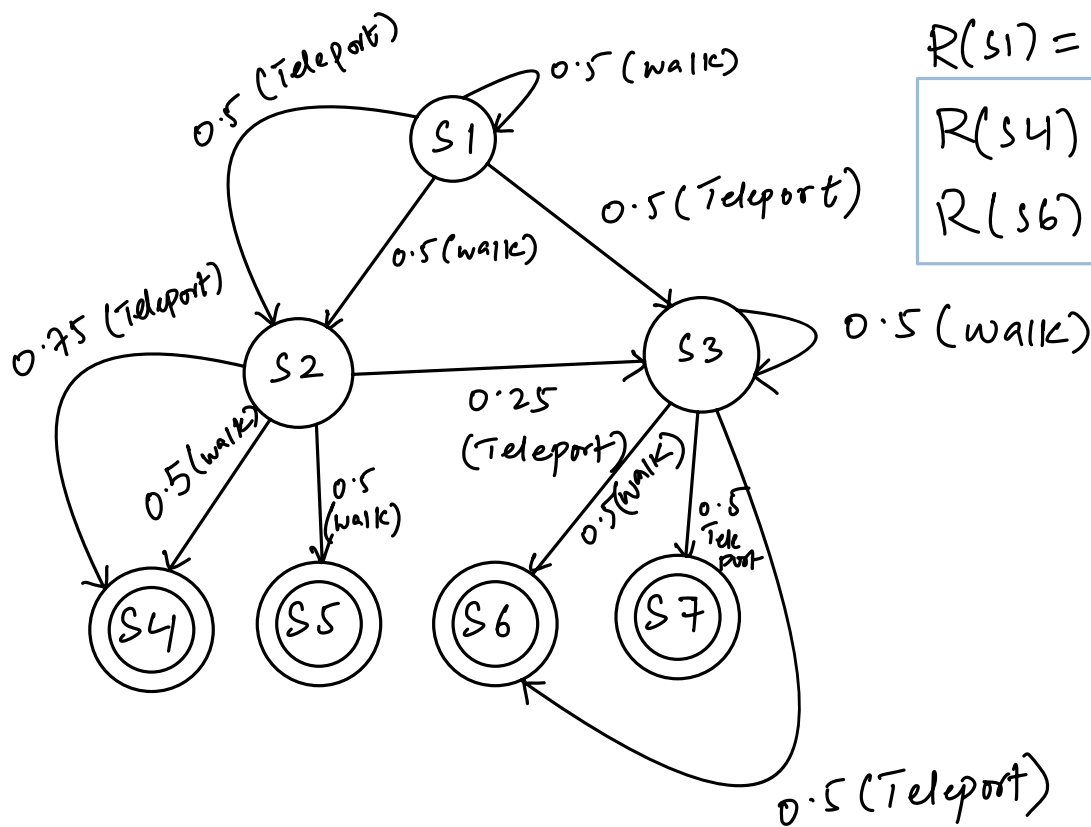 R(S1) =
R(S4)
R(S6)
0.5 (Teleport)
0.5 (walk)
S1
0.5 (Teleport)
0.5 (walk)
0.75 (Teleport)
S2
S3
0.5 (walk)
0.25
(Teleport)
0.5 (walk)
0.5
(walk)
0.5 (walk)
0.5
Tele
port
S4
S5
S6
S7
0.5 (Teleport)